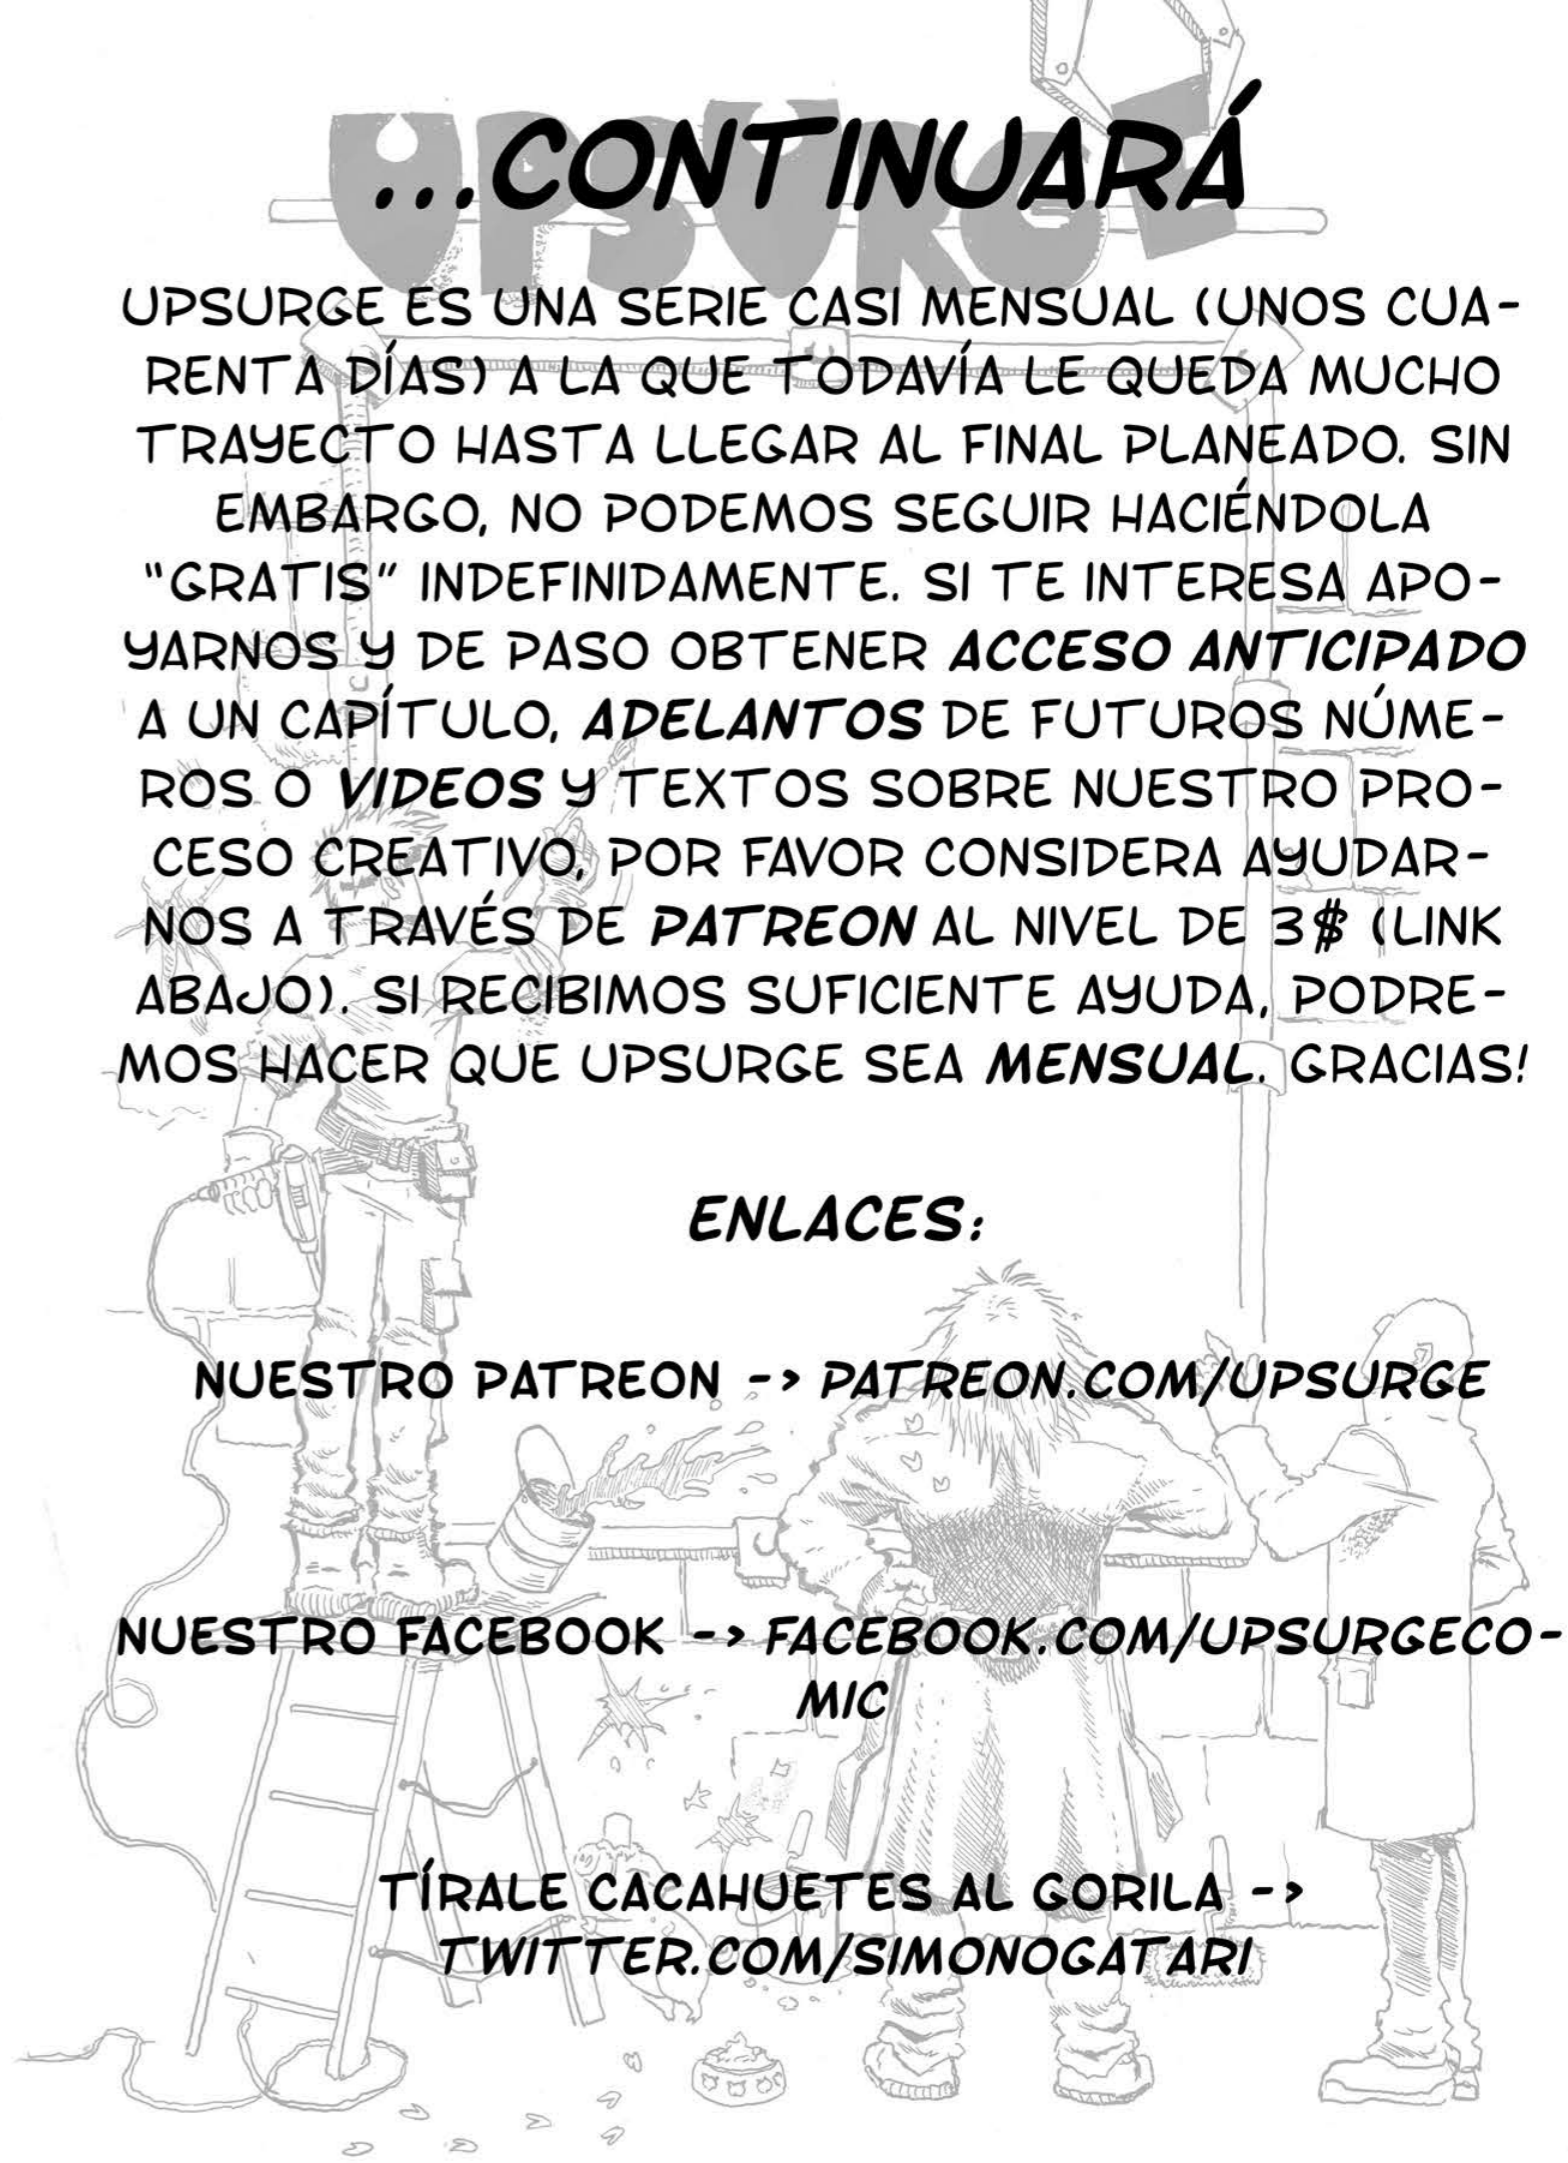 UPSURGE
...CONTINUARÁ
UPSURGE ES UNA SERIE CASI MENSUAL (UNOS CUA-
RENTA DÍAS) A LA QUE TODAVÍA LE QUEDA MUCHO
TRAYECTO HASTA LLEGAR AL FINAL PLANEADO. SIN
EMBARGO, NO PODEMOS SEGUIR HACIÉNDOLA
“GRATIS” INDEFINIDAMENTE. SI TE INTERESA APO-
YARNOS Y DE PASO OBTENER ACCESO ANTICIPADO
A UN CAPÍTULO, ADELANTOS DE FUTUROS NÚME-
ROS O VIDEOS Y TEXTOS SOBRE NUESTRO PRO-
CESO CREATIVO, POR FAVOR CONSIDERA AYUDAR-
NOS A TRAVÉS DE PATREON AL NIVEL DE 3$ (LINK
ABAJO). SI RECIBIMOS SUFICIENTE AYUDA, PODRE-
MOS HACER QUE UPSURGE SEA MENSUAL. GRACIAS!
ENLACES:
NUESTRO PATREON -> PATREON.COM/UPSURGE
NUESTRO FACEBOOK -> FACEBOOK.COM/UPSURGECO-
MIC
TÍRALE CACAHUETES AL GORILA ->
TWITTER.COM/SIMONOGATARI